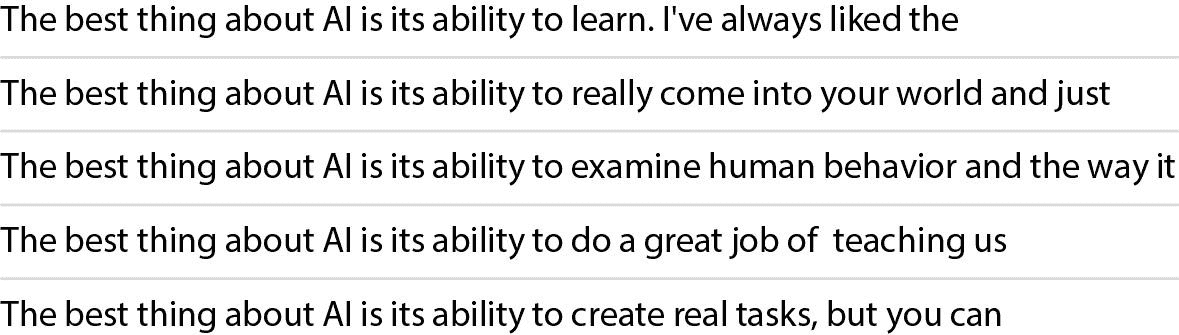 The best thing about AI is its ability to learn. I've always liked the
The best thing about AI is its ability to really come into your world and just
The best thing about AI is its ability to examine human behavior and the way it
The best thing about AI is its ability to do a great job of  teaching us
The best thing about AI is its ability to create real tasks, but you can